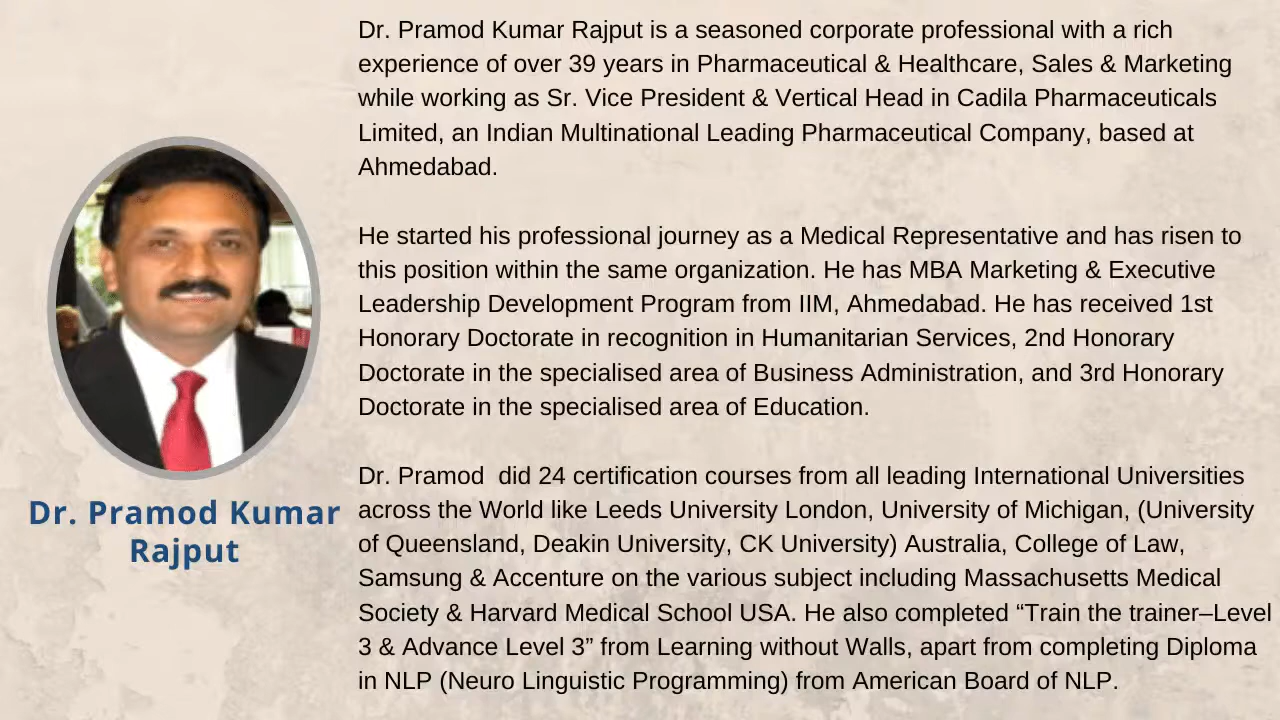 Dr. Pramod Kumar Rajput is a seasoned corporate professional with a rich
experience of over 39 years in Pharmaceutical & Healthcare, Sales & Marketing
while working as Sr. Vice President & Vertical Head in Cadila Pharmaceuticals
Limited, an Indian Multinational Leading Pharmaceutical Company, based at
Ahmedabad.
He started his professional journey as a Medical Representative and has risen to
this position within the same organization. He has MBA Marketing & Executive
Leadership Development Program from IIM, Ahmedabad. He has received 1st
Honorary Doctorate in recognition in Humanitarian Services, 2nd Honorary
Doctorate in the specialised area of Business Administration, and 3rd Honorary
Doctorate in the specialised area of Education.
Dr. Pramod  did 24 certification courses from all leading International Universities
across the World like Leeds University London, University of Michigan, (University
of Queensland, Deakin University, CK University) Australia, College of Law,
Samsung & Accenture on the various subject including Massachusetts Medical
Society & Harvard Medical School USA. He also completed “Train the trainer–Level
3 & Advance Level 3” from Learning without Walls, apart from completing Diploma
in NLP (Neuro Linguistic Programming) from American Board of NLP.
Dr. Pramod Kumar
Rajput